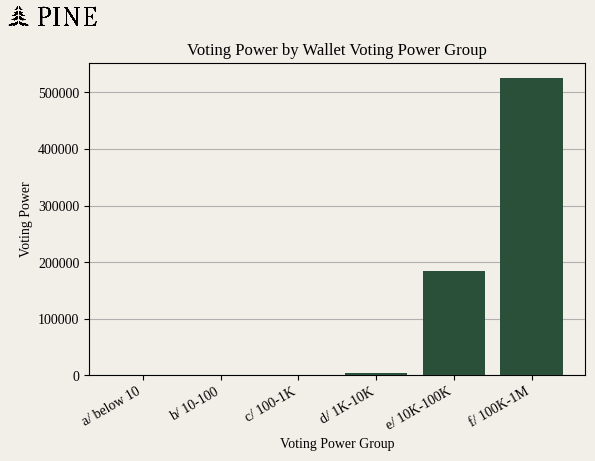 PINE
Voting Power by Wallet Voting Power Group
500000
400000
300000
200000
100000
0
Voting Power
a/ below 10
b/ 10-100
c/ 100-1K
d/ 1K-10K
e/ 10K-100K
f/ 100K-1M
Voting Power Group